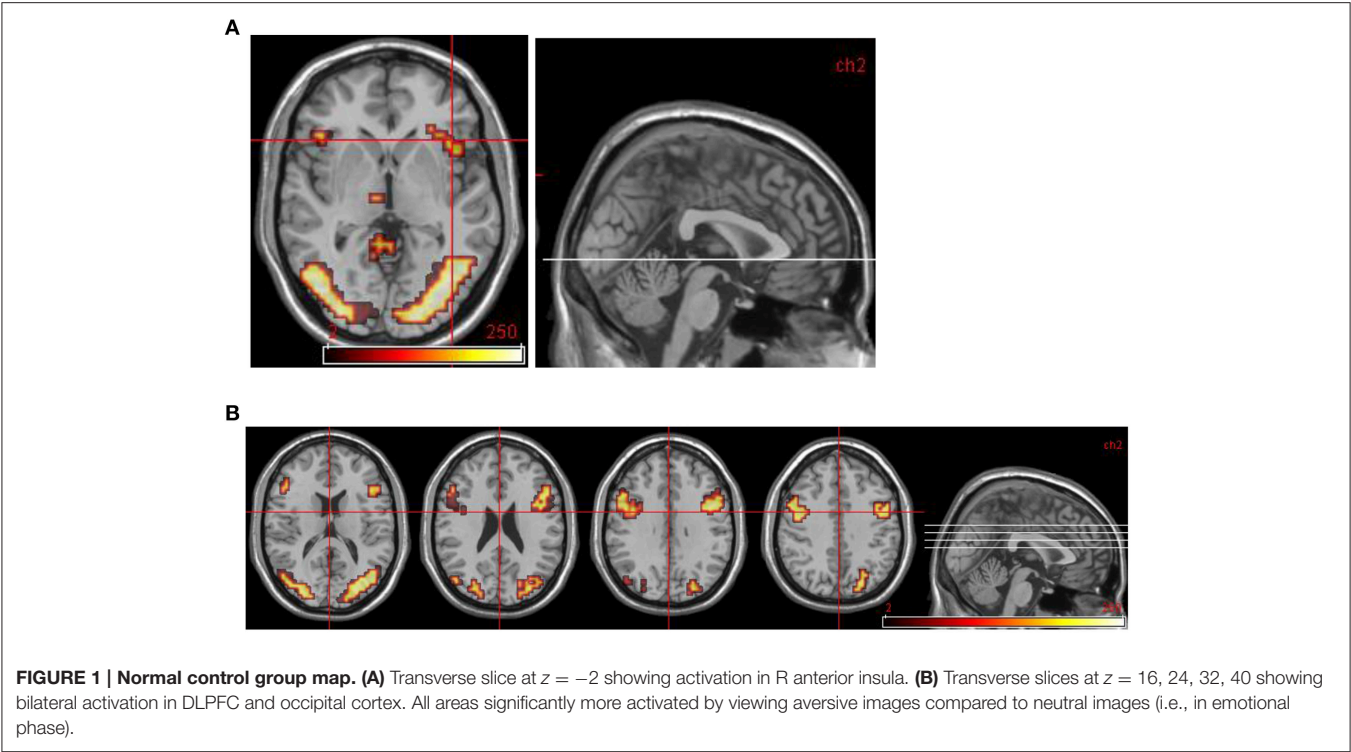 A
ch2
2
250
B
ch2
2
FIGURE 1 | Normal control group map. (A) Transverse slice at z = −2 showing activation in R anterior insula. (B) Transverse slices at z = 16, 24, 32, 40 showing
bilateral activation in DLPFC and occipital cortex. All areas significantly more activated by viewing aversive images compared to neutral images (i.e., in emotional
phase).